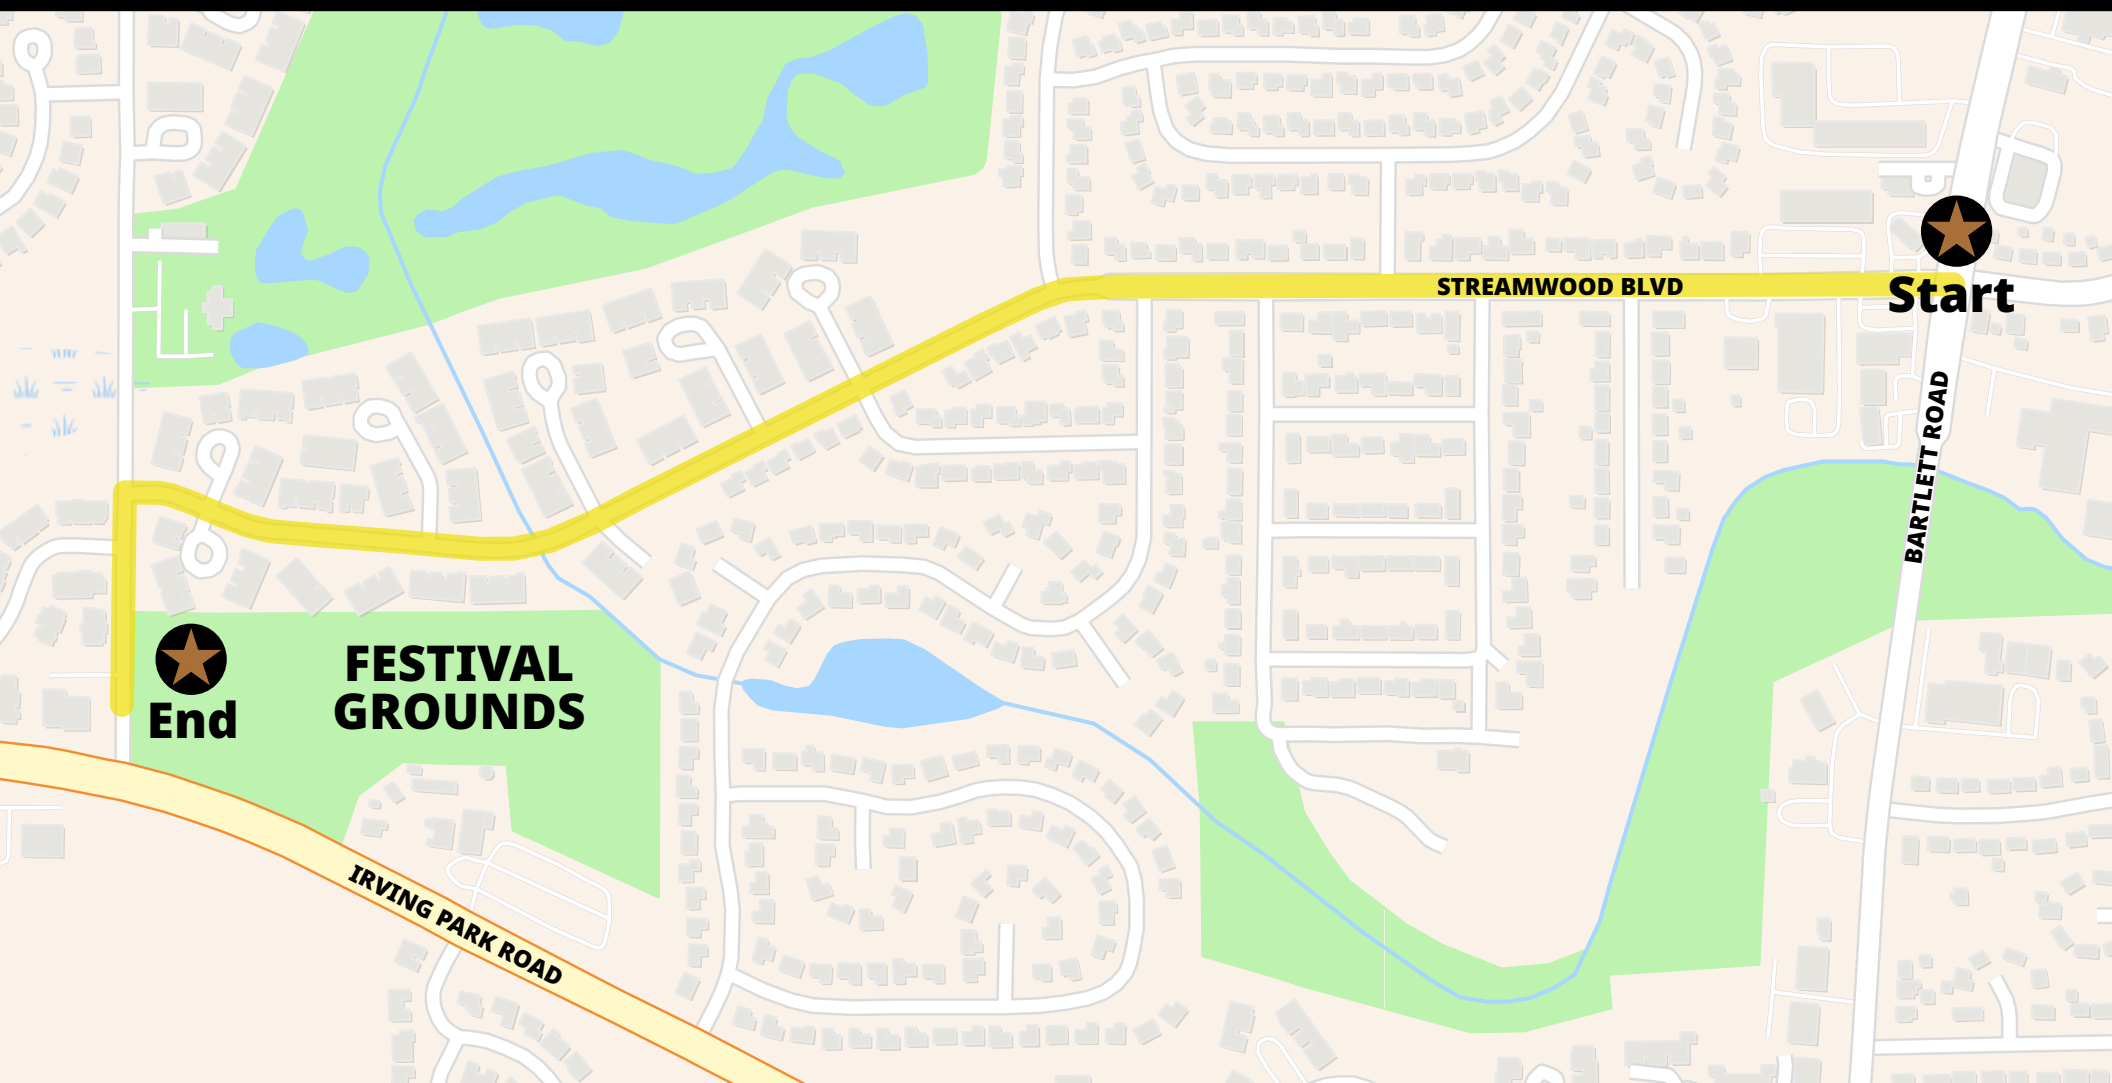 STREAMWOOD BLVD
Start
BARTLETT ROAD
FESTIVAL
GROUNDS
End
IRVING PARK ROAD